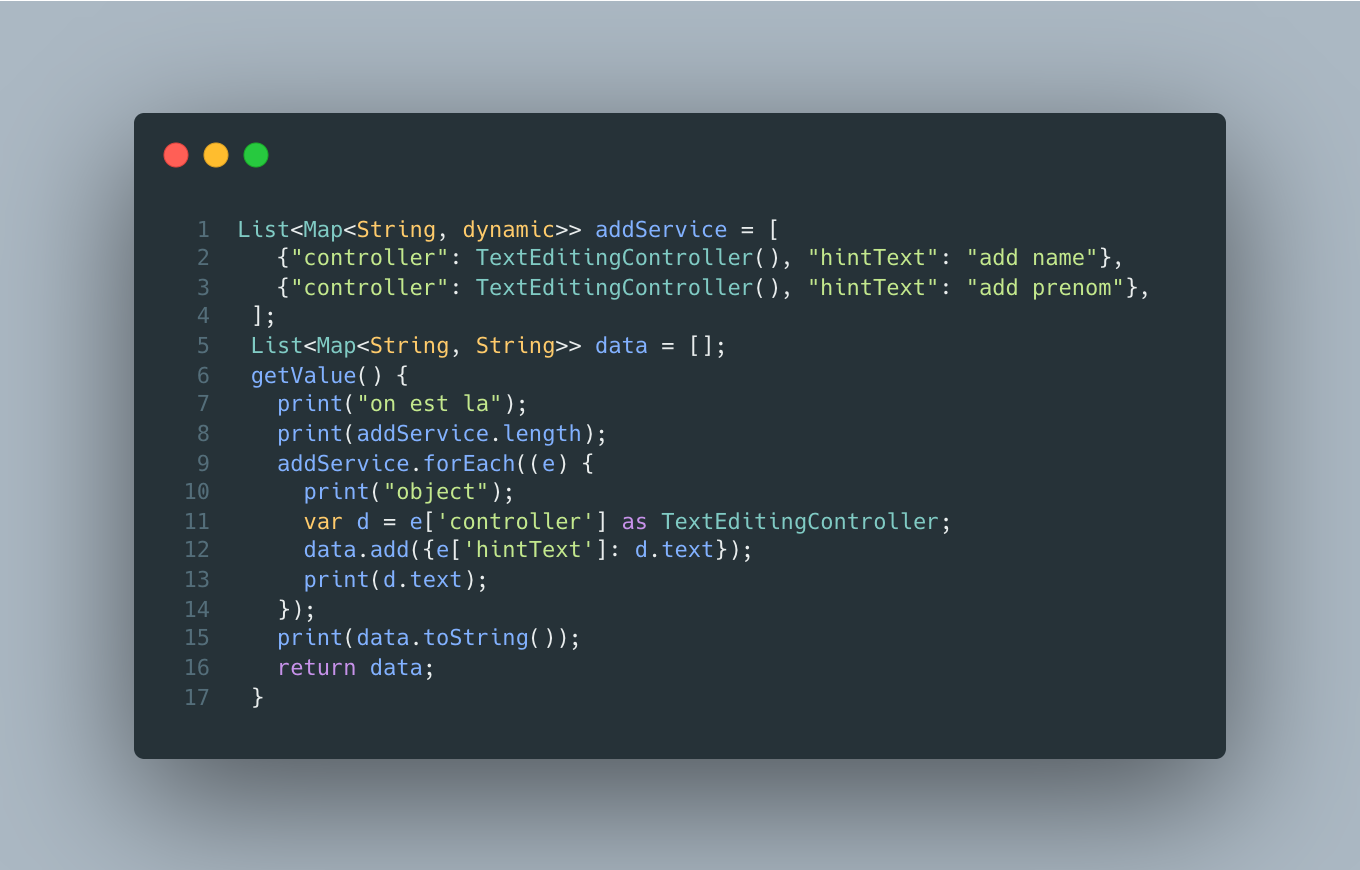 1 List<Map<String, dynamic>> addService = [
2    {"controller": TextEditingController(), "hintText": "add name"},
3    {"controller": TextEditingController(), "hintText": "add prenom"},
4  ];
5  List<Map<String, String>> data = [];
6  getValue() {
7    print("on est la");
8    print(addService.length);
9    addService.forEach((e) {
10      print("object");
11      var d = e['controller'] as TextEditingController;
12      data.add({e['hintText']: d.text});
13      print(d.text);
14    });
15    print(data.toString());
16    return data;
17  }